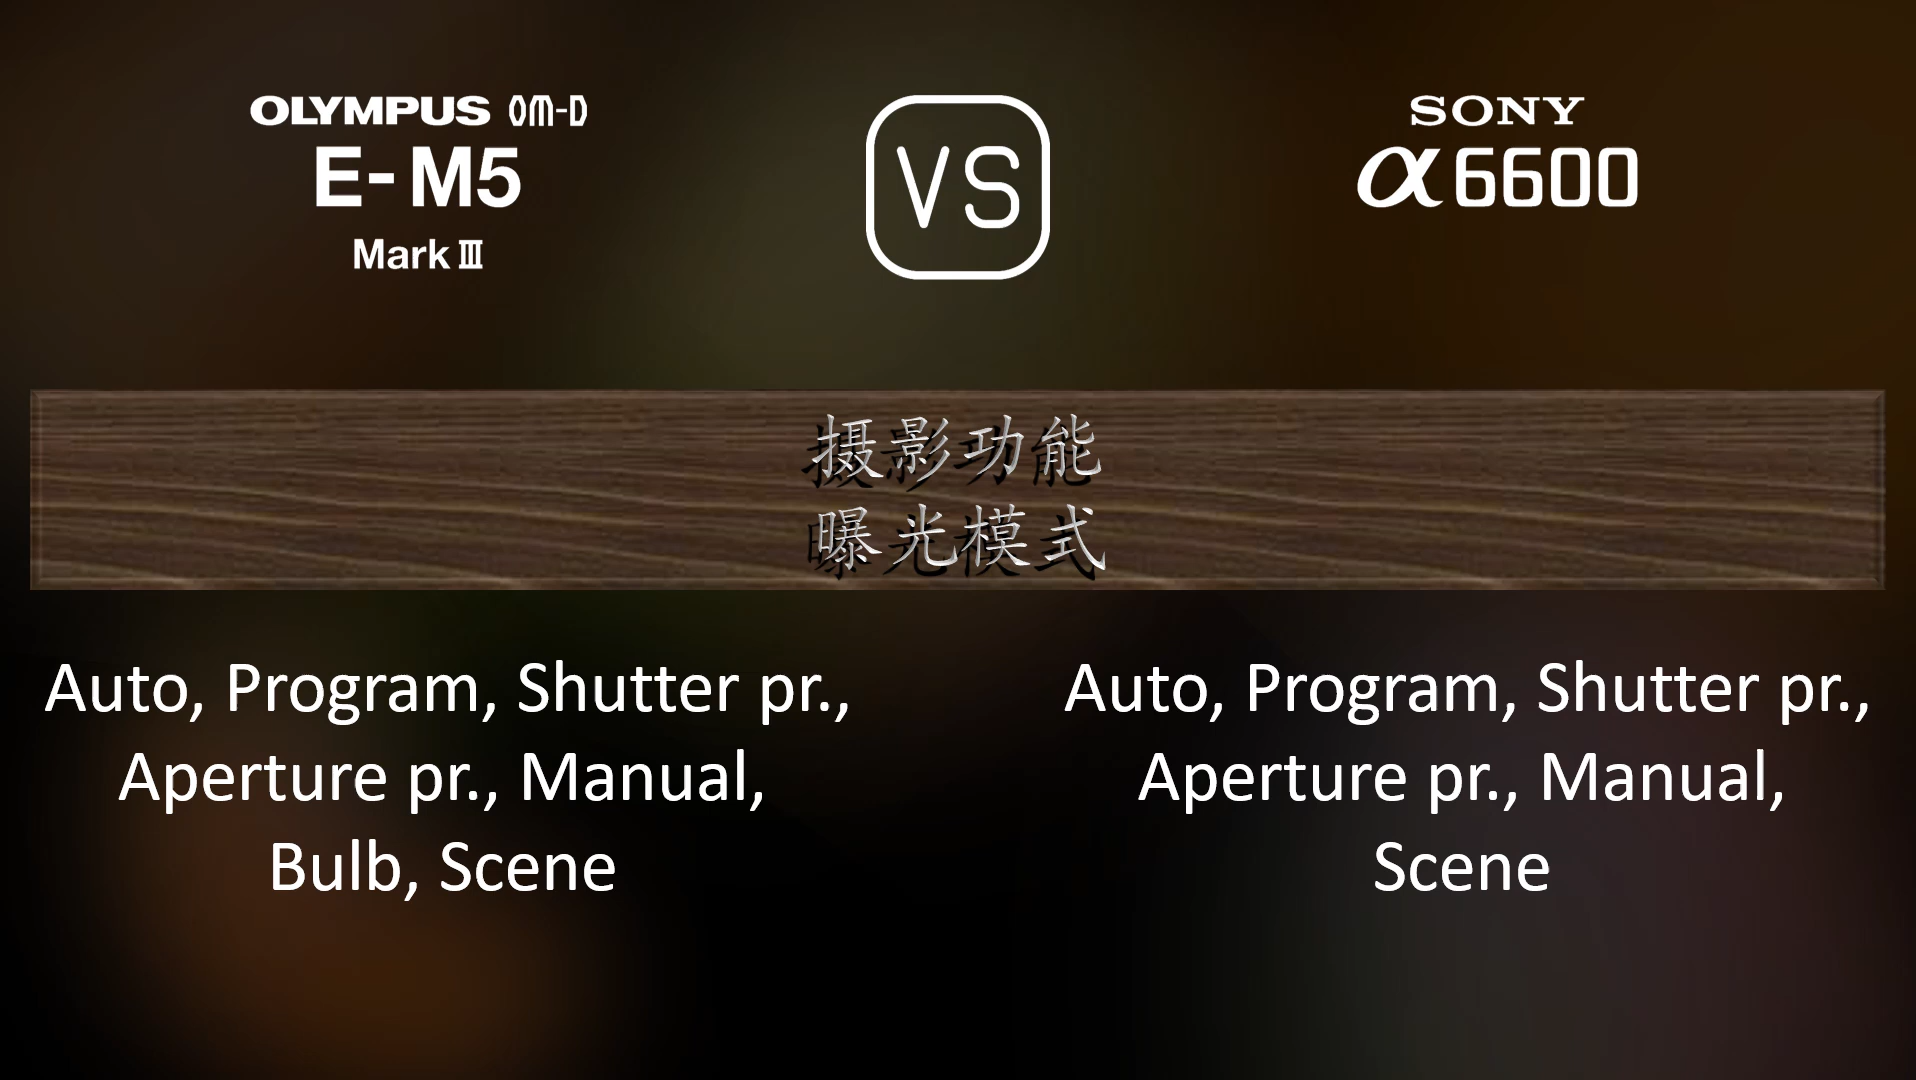 OLYMPUS OM-D
E-M5
Mark III
VS
SONY
α6600
摄影功能
曝光模式
Auto, Program, Shutter pr.,
Aperture pr., Manual,
Bulb, Scene
Auto, Program, Shutter pr.,
Aperture pr., Manual,
Scene